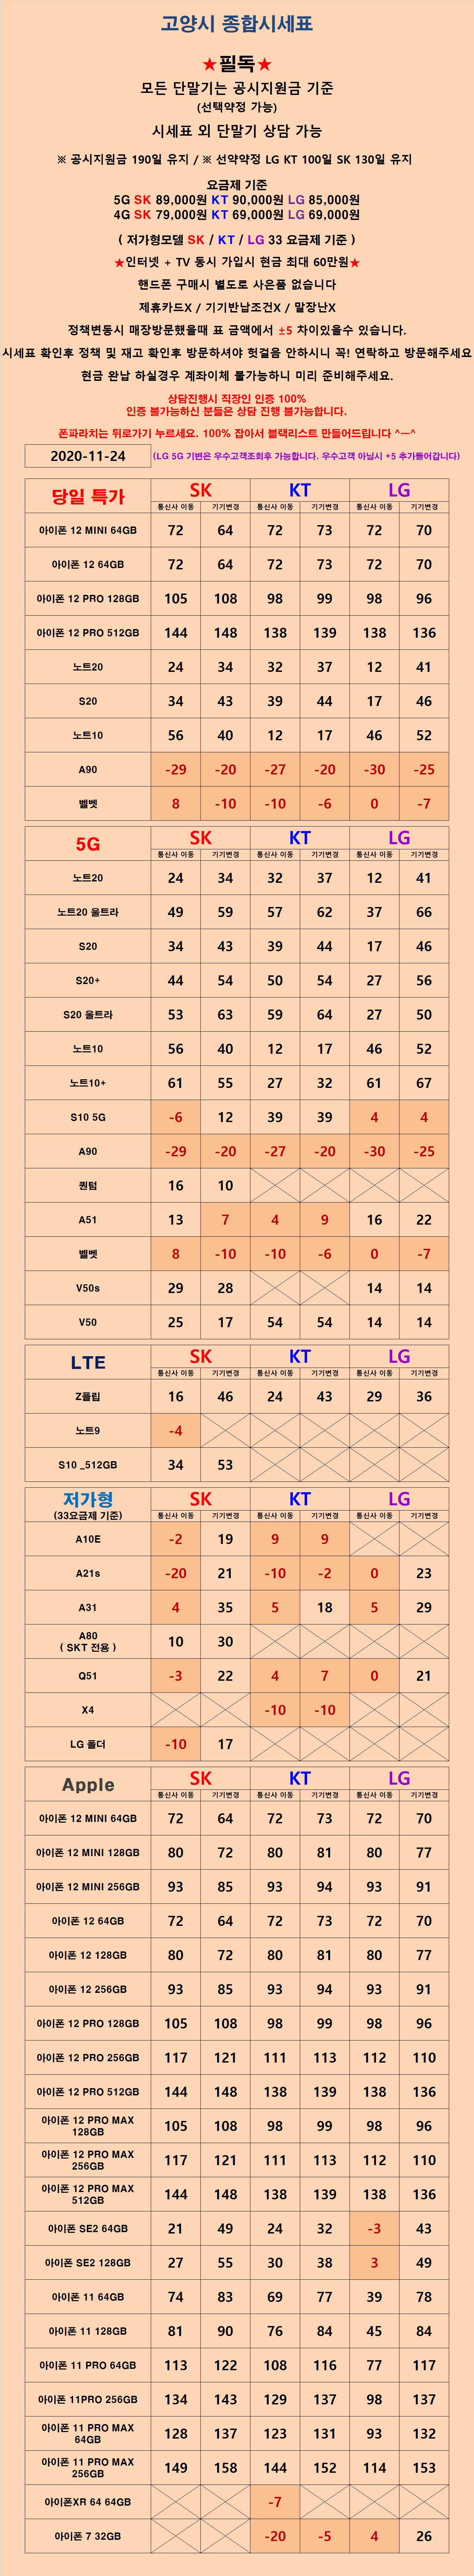 고양시 종합시세표
★필독★
모든 단말기는 공시지원금 기준
(선택약정 가능)
시세표 외 단말기 상담 가능
※ 공시지원금 190일 유지 / ※ 선약약정 LG KT 100일 SK 130일 유지
요금제 기준
5G SK 89,000원 KT 90,000원 LG 85,000원
4G SK 79,000원 KT 69,000원 LG 69,000원
( 저가형모델 SK / KT / LG 33 요금제 기준 )
★인터넷 + TV 동시 가입시 현금 최대 60만원★
핸드폰 구매시 별도로 사은품 없습니다
제휴카드X / 기기반납조건X / 말장난X
정책변동시 매장방문했을때 표 금액에서 ±5 차이있을수 있습니다.
시세표 확인후 정책 및 재고 확인후 방문하셔야 헛걸음 안하시니 꼭! 연락하고 방문해주세요
현금 완납 하실경우 계좌이체 불가능하니 미리 준비해주세요.
상담진행시 직장인 인증 100%
인증 불가능하신 분들은 상담 진행 불가능합니다.
폰파라치는 뒤로가기 누르세요. 100% 잡아서 블랙리스트 만들어드립니다 ^ㅡ^
2020-11-24 (LG 5G 기변은 우수고객조회후 가능합니다. 우수고객 아닐시 +5 추가들어갑니다)
당일 특가 SK KT LG
통신사 이동 기기변경 통신사 이동 기기변경 통신사 이동 기기변경
아이폰 12 MINI 64GB 72 64 72 73 72 70
아이폰 12 64GB 72 64 72 73 72 70
아이폰 12 PRO 128GB 105 108 98 99 98 96
아이폰 12 PRO 512GB 144 148 138 139 138 136
노트20 24 34 32 37 12 41
S20 34 43 39 44 17 46
노트10 56 40 12 17 46 52
A90 -29 -20 -27 -20 -30 -25
벨벳 8 -10 -10 -6 0 -7
5G SK KT LG
통신사 이동 기기변경 통신사 이동 기기변경 통신사 이동 기기변경
노트20 24 34 32 37 12 41
노트20 울트라 49 59 57 62 37 66
S20 34 43 39 44 17 46
S20+ 44 54 50 54 27 56
S20 울트라 53 63 59 64 27 50
노트10 56 40 12 17 46 52
노트10+ 61 55 27 32 61 67
S10 5G -6 12 39 39 4 4
A90 -29 -20 -27 -20 -30 -25
퀀텀 16 10
A51 13 7 4 9 16 22
벨벳 8 -10 -10 -6 0 -7
V50s 29 28 14 14
V50 25 17 54 54 14 14
LTE SK KT LG
통신사 이동 기기변경 통신사 이동 기기변경 통신사 이동 기기변경
Z플립 16 46 24 43 29 36
노트9 -4
S10 _512GB 34 53
저가형 SK KT LG
(33요금제 기준) 통신사 이동 기기변경 통신사 이동 기기변경 통신사 이동 기기변경
A10E -2 19 9 9
A21s -20 21 -10 -2 0 23
A31 4 35 5 18 5 29
A80
( SKT 전용 ) 10 30
Q51 -3 22 4 7 0 21
X4 -10 -10
LG 폴더 -10 17
Apple SK KT LG
통신사 이동 기기변경 통신사 이동 기기변경 통신사 이동 기기변경
아이폰 12 MINI 64GB 72 64 72 73 72 70
아이폰 12 MINI 128GB 80 72 80 81 80 77
아이폰 12 MINI 256GB 93 85 93 94 93 91
아이폰 12 64GB 72 64 72 73 72 70
아이폰 12 128GB 80 72 80 81 80 77
아이폰 12 256GB 93 85 93 94 93 91
아이폰 12 PRO 128GB 105 108 98 99 98 96
아이폰 12 PRO 256GB 117 121 111 113 112 110
아이폰 12 PRO 512GB 144 148 138 139 138 136
아이폰 12 PRO MAX
128GB 105 108 98 99 98 96
아이폰 12 PRO MAX
256GB 117 121 111 113 112 110
아이폰 12 PRO MAX
512GB 144 148 138 139 138 136
아이폰 SE2 64GB 21 49 24 32 -3 43
아이폰 SE2 128GB 27 55 30 38 3 49
아이폰 11 64GB 74 83 69 77 39 78
아이폰 11 128GB 81 90 76 84 45 84
아이폰 11 PRO 64GB 113 122 108 116 77 117
아이폰 11PRO 256GB 134 143 129 137 98 137
아이폰 11 PRO MAX
64GB 128 137 123 131 93 132
아이폰 11 PRO MAX
256GB 149 158 144 152 114 153
아이폰XR 64 64GB -7
아이폰 7 32GB -20 -5 4 26